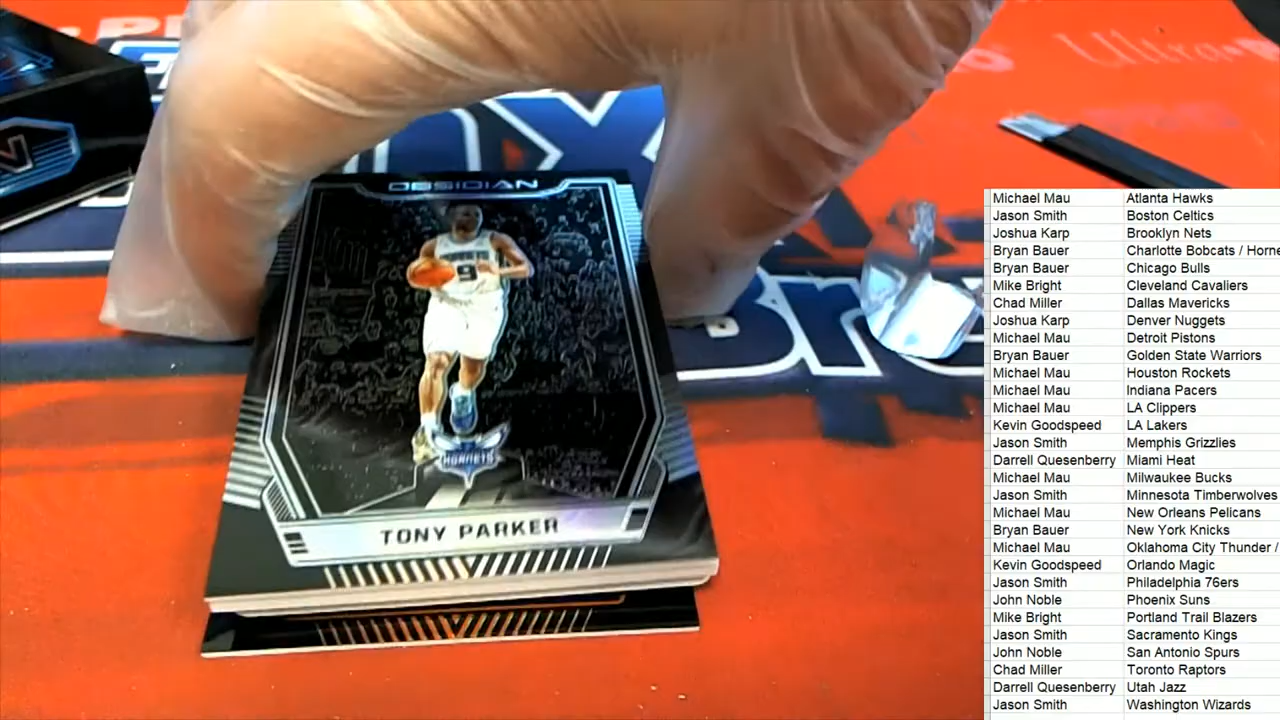 Ultra
OBSIDIAN
9
HORNETS
TONY PARKER
Michael Mau Atlanta Hawks
Jason Smith Boston Celtics
Joshua Karp Brooklyn Nets
Bryan Bauer Charlotte Bobcats / Horne
Bryan Bauer Chicago Bulls
Mike Bright Cleveland Cavaliers
Chad Miller Dallas Mavericks
Joshua Karp Denver Nuggets
Michael Mau Detroit Pistons
Bryan Bauer Golden State Warriors
Michael Mau Houston Rockets
Michael Mau Indiana Pacers
Michael Mau LA Clippers
Kevin Goodspeed LA Lakers
Jason Smith Memphis Grizzlies
Darrell Quesenberry Miami Heat
Michael Mau Milwaukee Bucks
Jason Smith Minnesota Timberwolves
Michael Mau New Orleans Pelicans
Bryan Bauer New York Knicks
Michael Mau Oklahoma City Thunder /
Kevin Goodspeed Orlando Magic
Jason Smith Philadelphia 76ers
John Noble Phoenix Suns
Mike Bright Portland Trail Blazers
Jason Smith Sacramento Kings
John Noble San Antonio Spurs
Chad Miller Toronto Raptors
Darrell Quesenberry Utah Jazz
Jason Smith Washington Wizards